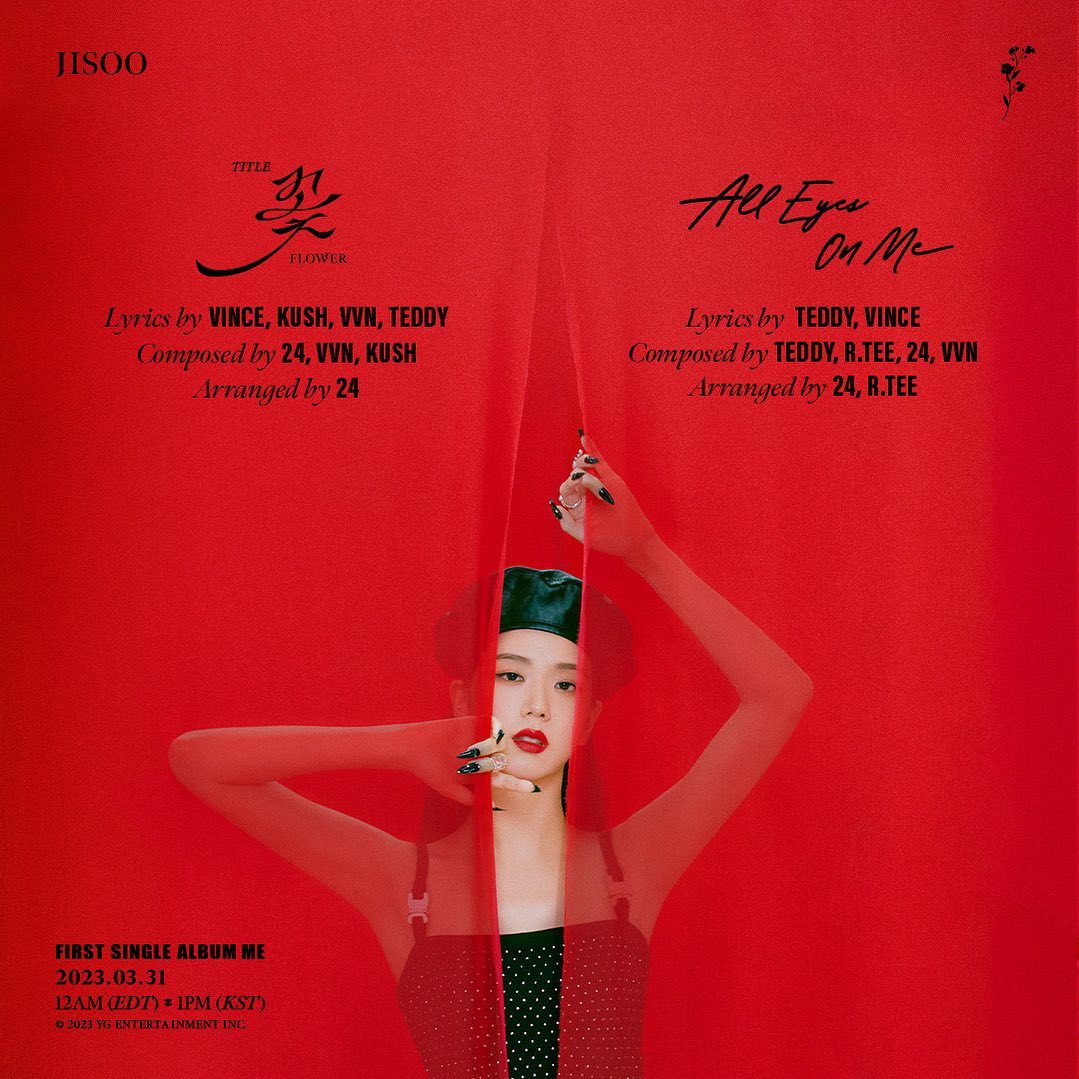 JISOO
TITLE
꽃
FLOWER
Lyrics by VINCE, KUSH, VVN, TEDDY
Composed by 24, VVN, KUSH
Arranged by 24
All Eyes
On Me
Lyrics by TEDDY, VINCE
Composed by TEDDY, R.TEE, 24, VVN
Arranged by 24, R.TEE
FIRST SINGLE ALBUM ME
2023.03.31
12AM (EDT) * 1PM (KST)
© 2023 YG ENTERTAINMENT INC.